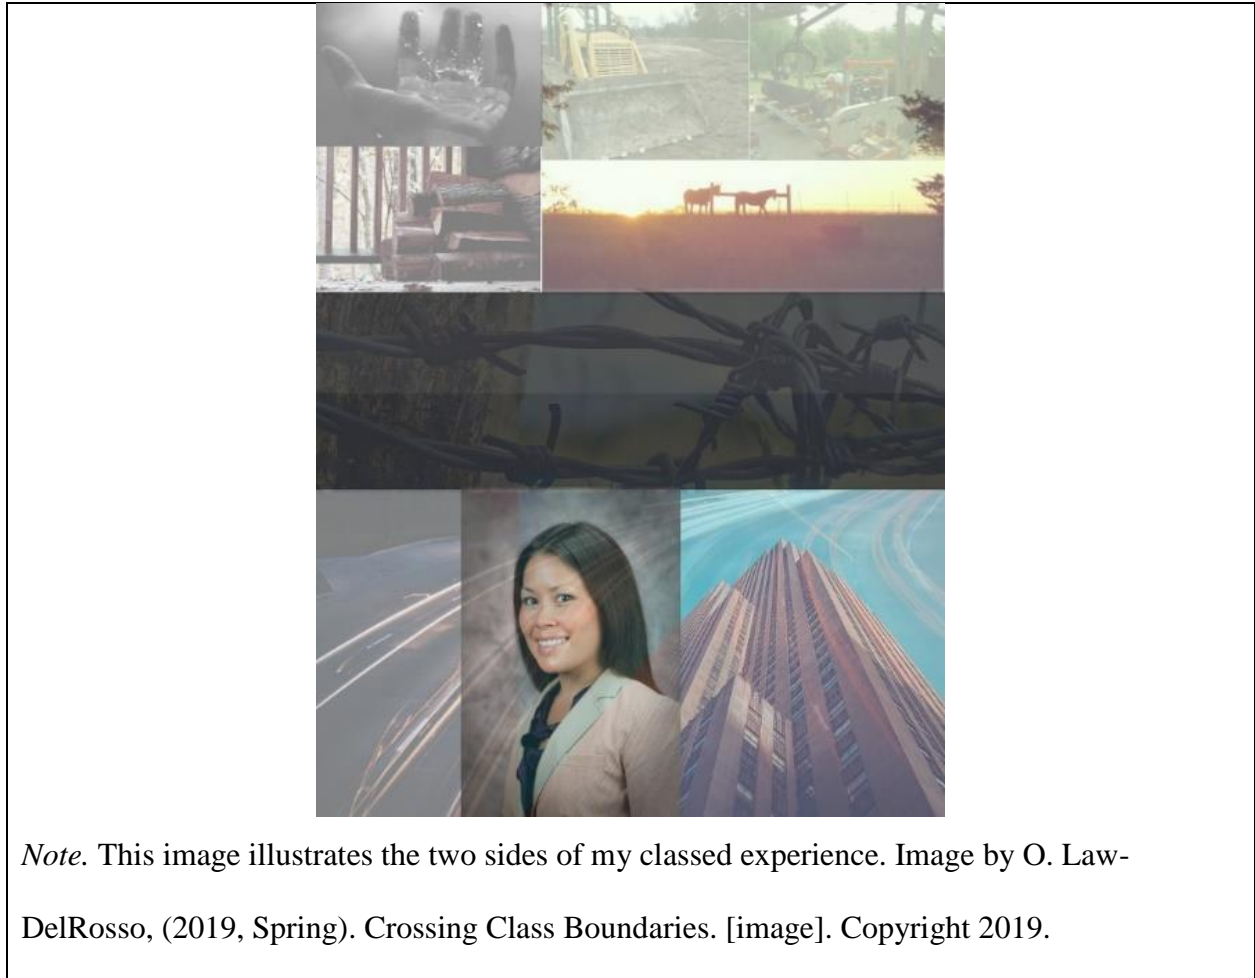 Note. This image illustrates the two sides of my classed experience. Image by O. Law-
DelRosso, (2019, Spring). Crossing Class Boundaries. [image]. Copyright 2019.